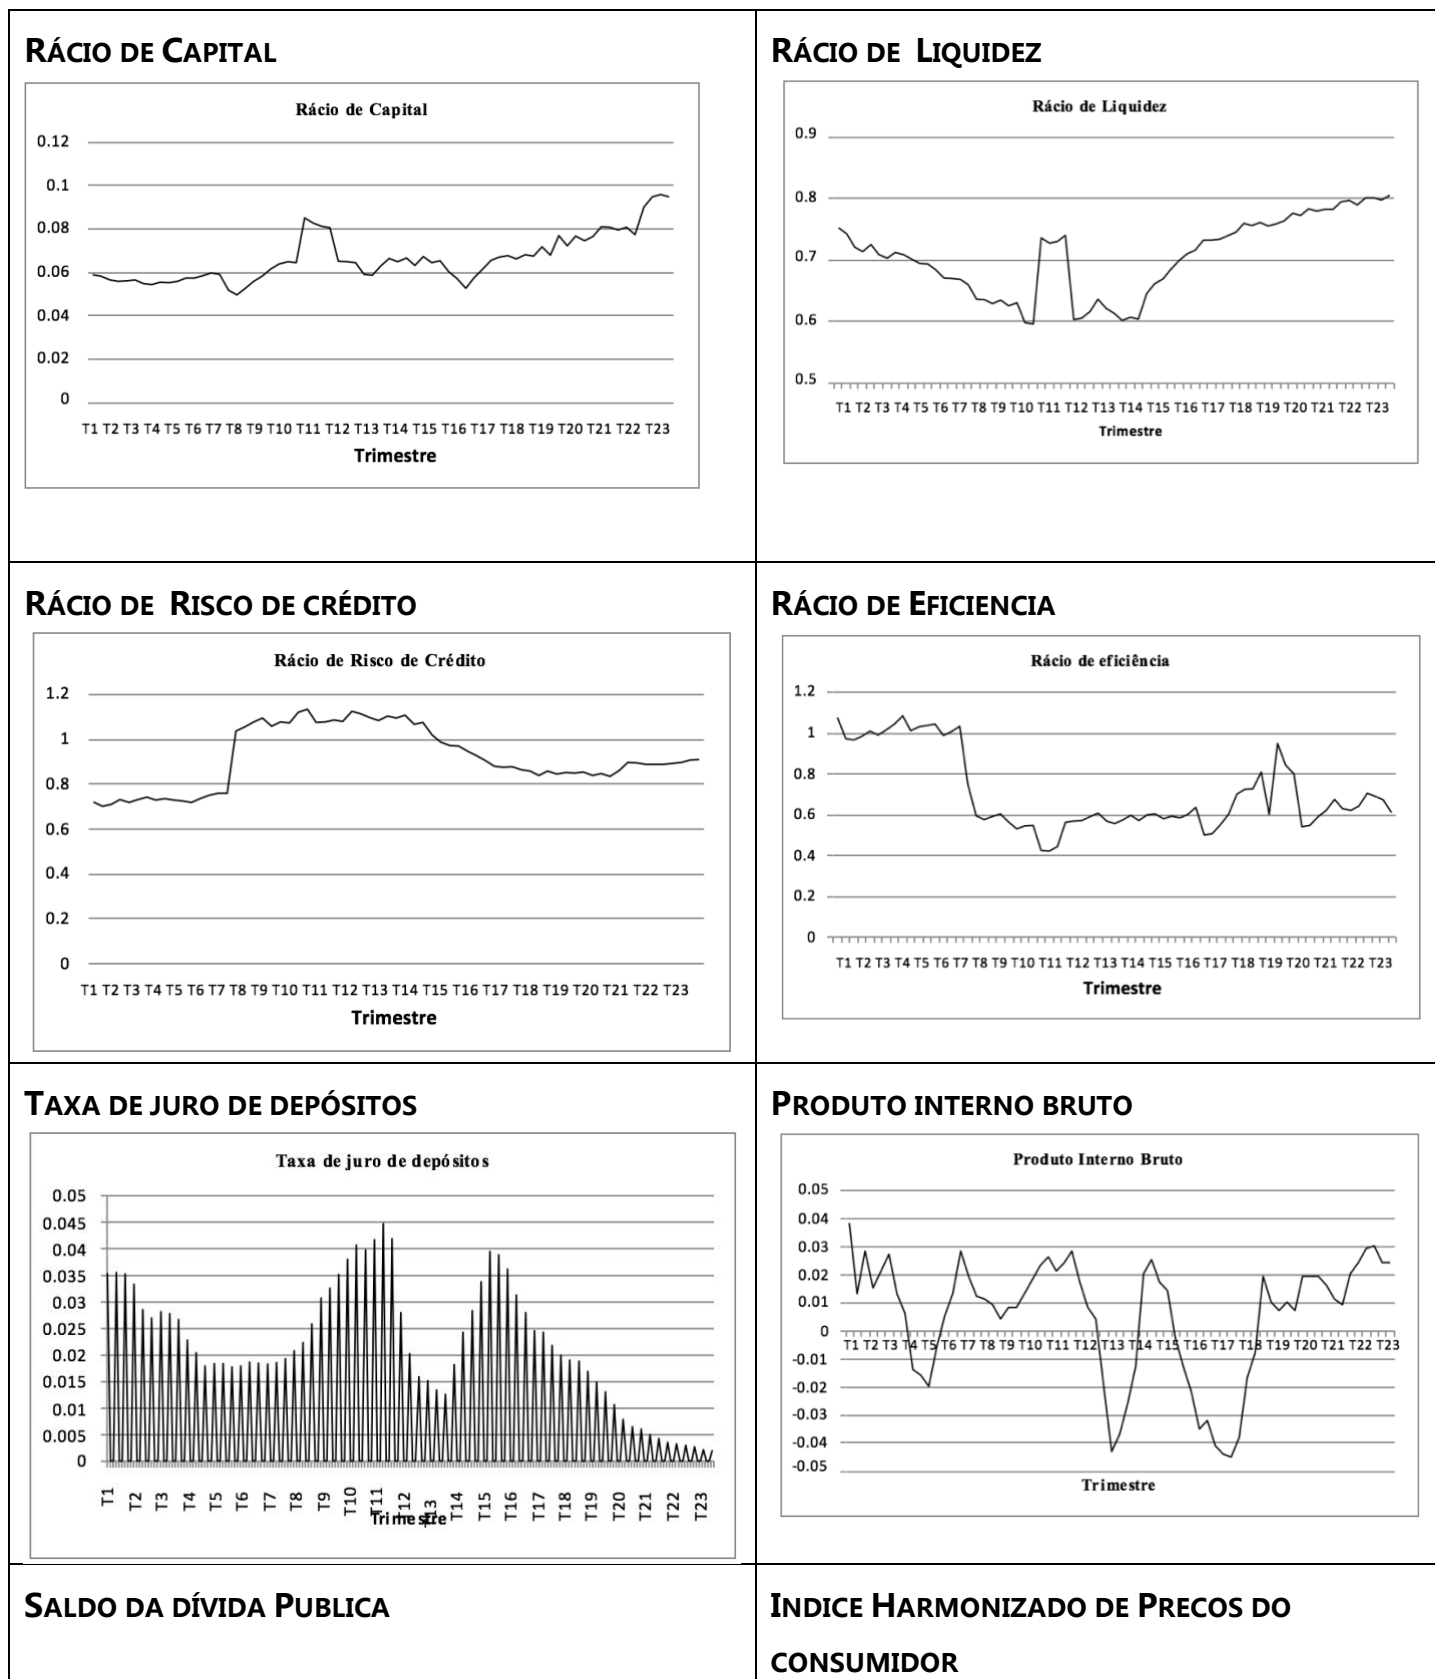 RÁCIO DE CAPITAL
Rácio de Capital
0.12
0.1
0.08
0.06
0.04
0.02
0
T1 T2 T3 T4 T5 T6 T7 T8 T9 T10 T11 T12 T13 T14 T15 T16 T17 T18 T19 T20 T21 T22 T23
Trimestre
RÁCIO DE LIQUIDEZ
Rácio de Liquidez
0.9
0.8
0.7
0.6
0.5
T1 T2 T3 T4 T5 T6 T7 T8 T9 T10 T11 T12 T13 T14 T15 T16 T17 T18 T19 T20 T21 T22 T23
Trimestre
RÁCIO DE RISCO DE CRÉDITO
Rácio de Risco de Crédito
1.2
1
0.8
0.6
0.4
0.2
0
T1 T2 T3 T4 T5 T6 T7 T8 T9 T10 T11 T12 T13 T14 T15 T16 T17 T18 T19 T20 T21 T22 T23
Trimestre
RÁCIO DE EFICIENCIA
Rácio de eficiência
1.2
1
0.8
0.6
0.4
0.2
0
T1 T2 T3 T4 T5 T6 T7 T8 T9 T10 T11 T12 T13 T14 T15 T16 T17 T18 T19 T20 T21 T22 T23
Trimestre
TAXA DE JURO DE DEPÓSITOS
Taxa de juro de depósitos
0.05
0.045
0.04
0.035
0.03
0.025
0.02
0.015
0.01
0.005
0
T1 T2 T3 T4 T5 T6 T7 T8 T9 T10 T11 T12 T13 T14 T15 T16 T17 T18 T19 T20 T21 T22 T23
Trimestre
PRODUTO INTERNO BRUTO
Produto Interno Bruto
0.05
0.04
0.03
0.02
0.01
0
-0.01
-0.02
-0.03
-0.04
-0.05
T1 T2 T3 T4 T5 T6 T7 T8 T9 T10 T11 T12 T13 T14 T15 T16 T17 T18 T19 T20 T21 T22 T23
Trimestre
SALDO DA DÍVIDA PUBLICA
INDICE HARMONIZADO DE PRECOS DO
CONSUMIDOR